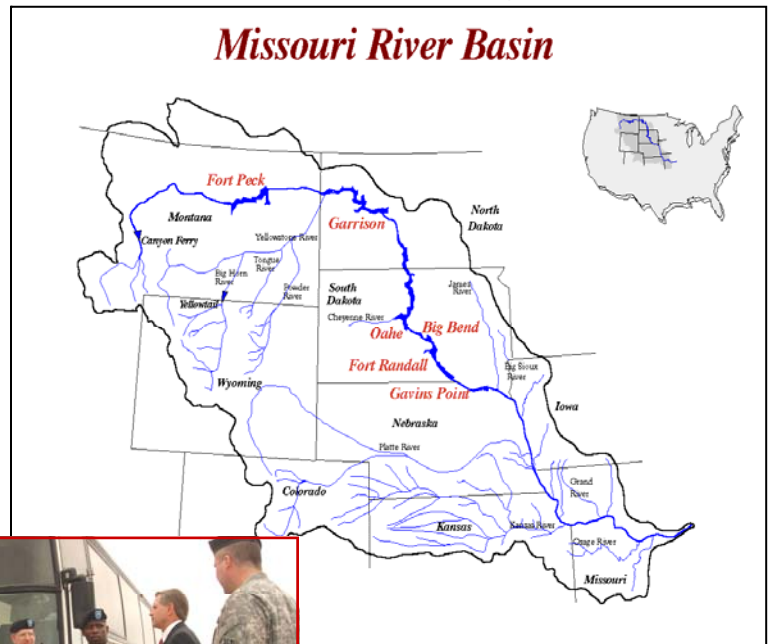 Missouri River Basin
Fort Peck
Montana
Canyon Ferry
Yellowstone River
Garrison
North
Dakota
Big Horn
River
Tongue
River
Powder
River
Yellowtail
South
Dakota
Cheyenne River
James
River
Oahe
Big Bend
Fort Randall
Gavins Point
Big Sioux
River
Wyoming
Nebraska
Iowa
Platte River
Colorado
Kansas
Kansas River
Grand
River
Osage River
Missouri